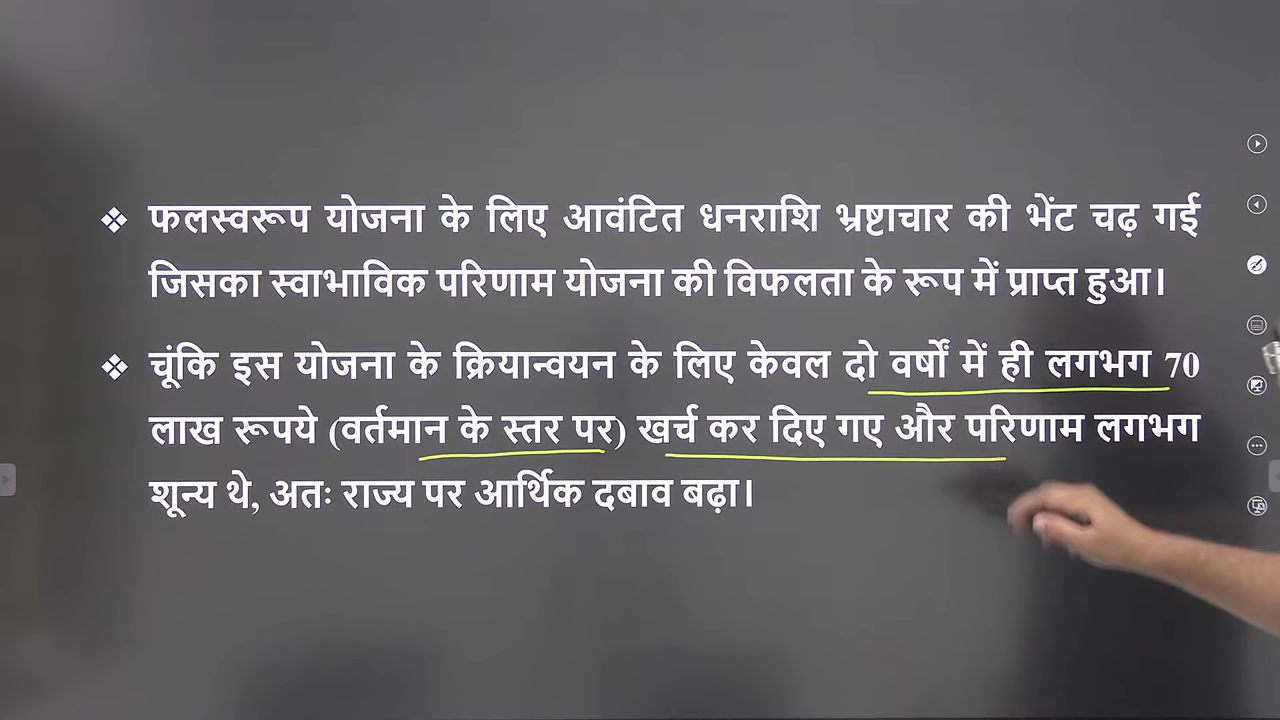 ❖ फलस्वरूप योजना के लिए आवंटित धनराशि भ्रष्टाचार की भेंट चढ़ गई
जिसका स्वाभाविक परिणाम योजना की विफलता के रूप में प्राप्त हुआ।
❖ चूंकि इस योजना के क्रियान्वयन के लिए केवल दो वर्षों में ही लगभग 70
लाख रूपये (वर्तमान के स्तर पर) खर्च कर दिए गए और परिणाम लगभग
शून्य थे, अतः राज्य पर आर्थिक दबाव बढ़ा।